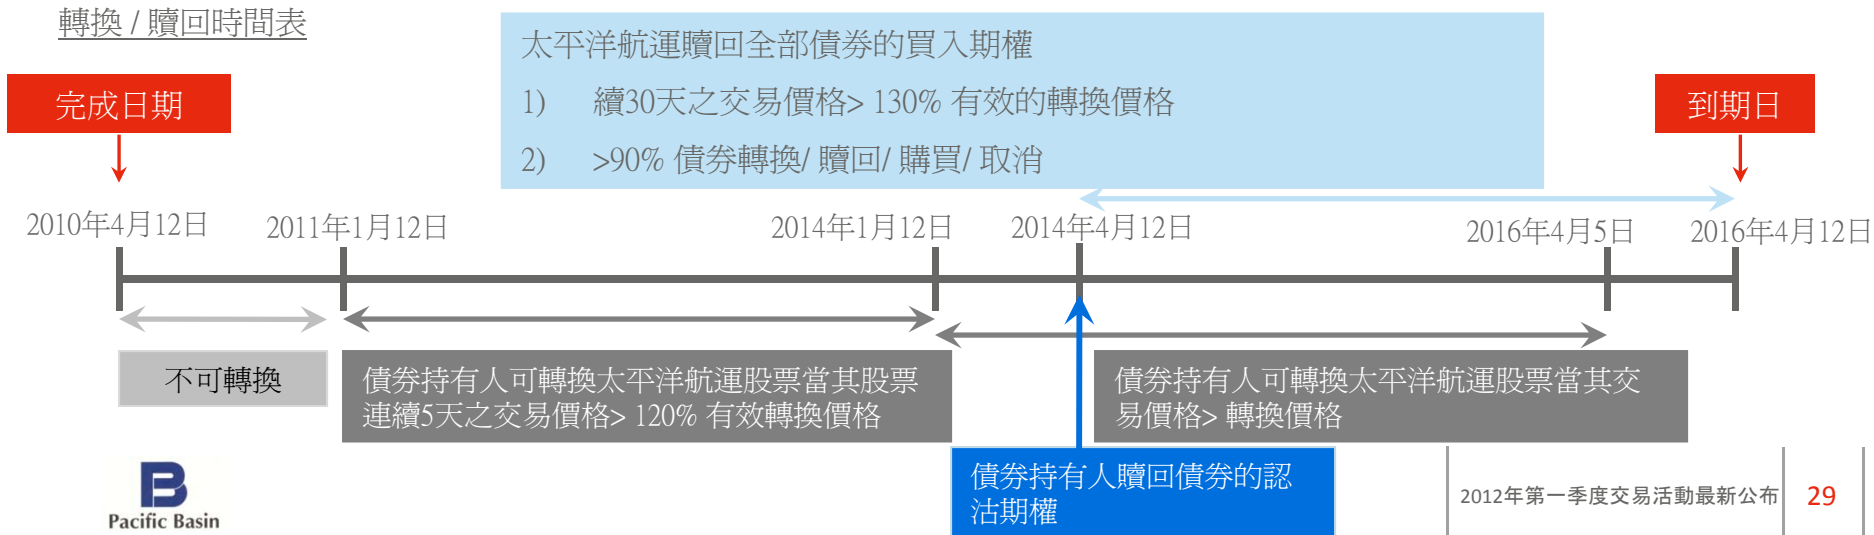 轉換 / 贖回時間表
太平洋航運贖回全部債券的買入期權
1) 續30天之交易價格> 130% 有效的轉換價格
2) >90% 債券轉換/ 贖回/ 購買/ 取消
完成日期
到期日
2010年4月12日
2011年1月12日
2014年1月12日
2014年4月12日
2016年4月5日
2016年4月12日
不可轉換
債券持有人可轉換太平洋航運股票當其股票
連續5天之交易價格> 120% 有效轉換價格
債券持有人可轉換太平洋航運股票當其交
易價格> 轉換價格
債券持有人贖回債券的認
沽期權
Pacific Basin
2012年第一季度交易活動最新公布
29